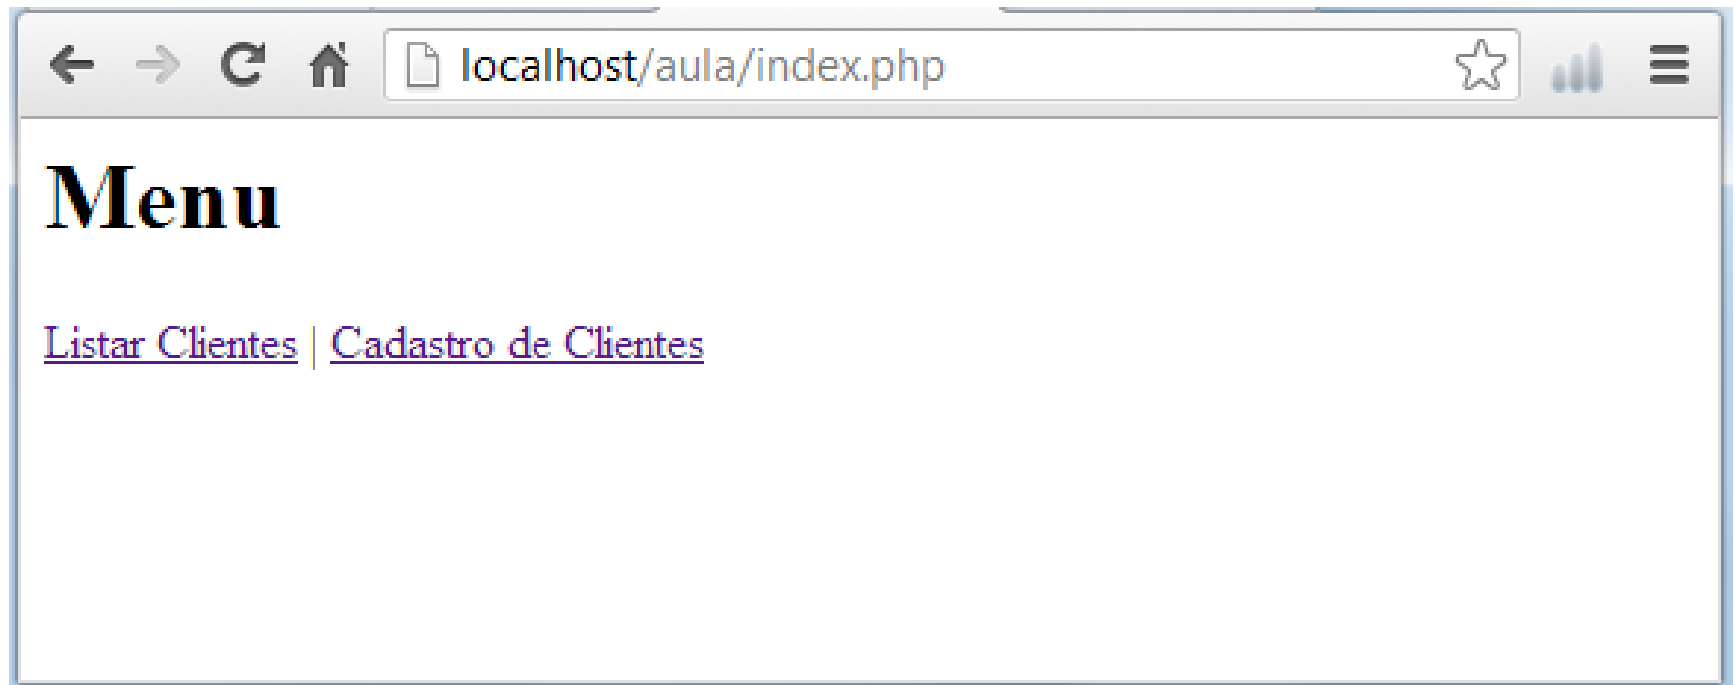 localhost/aula/index.php
Menu
Listar Clientes | Cadastro de Clientes